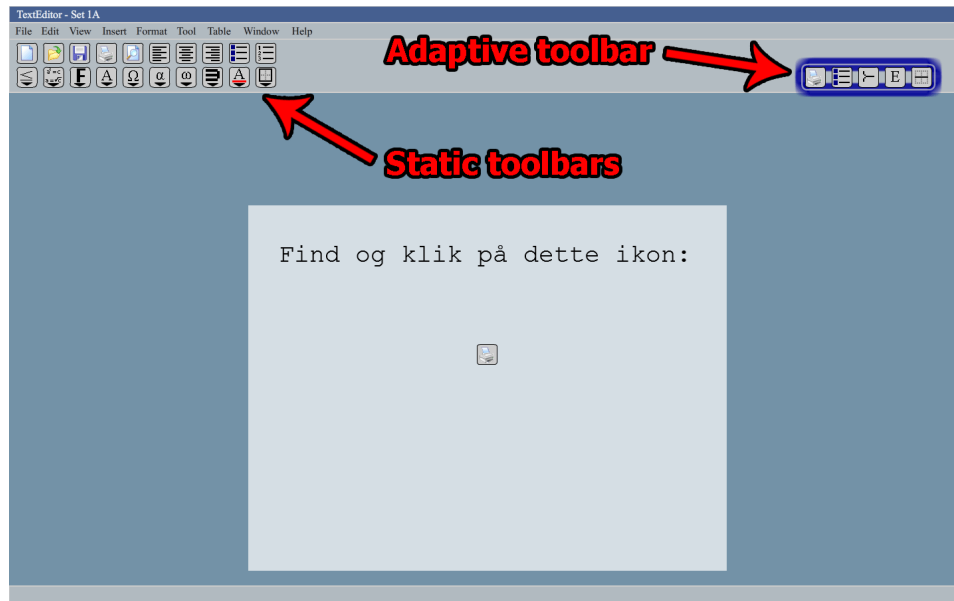 TextEditor - Set 1A
File Edit View Insert Format Tool Table Window Help
Adaptive toolbar
Static toolbars
Find og klik på dette ikon: